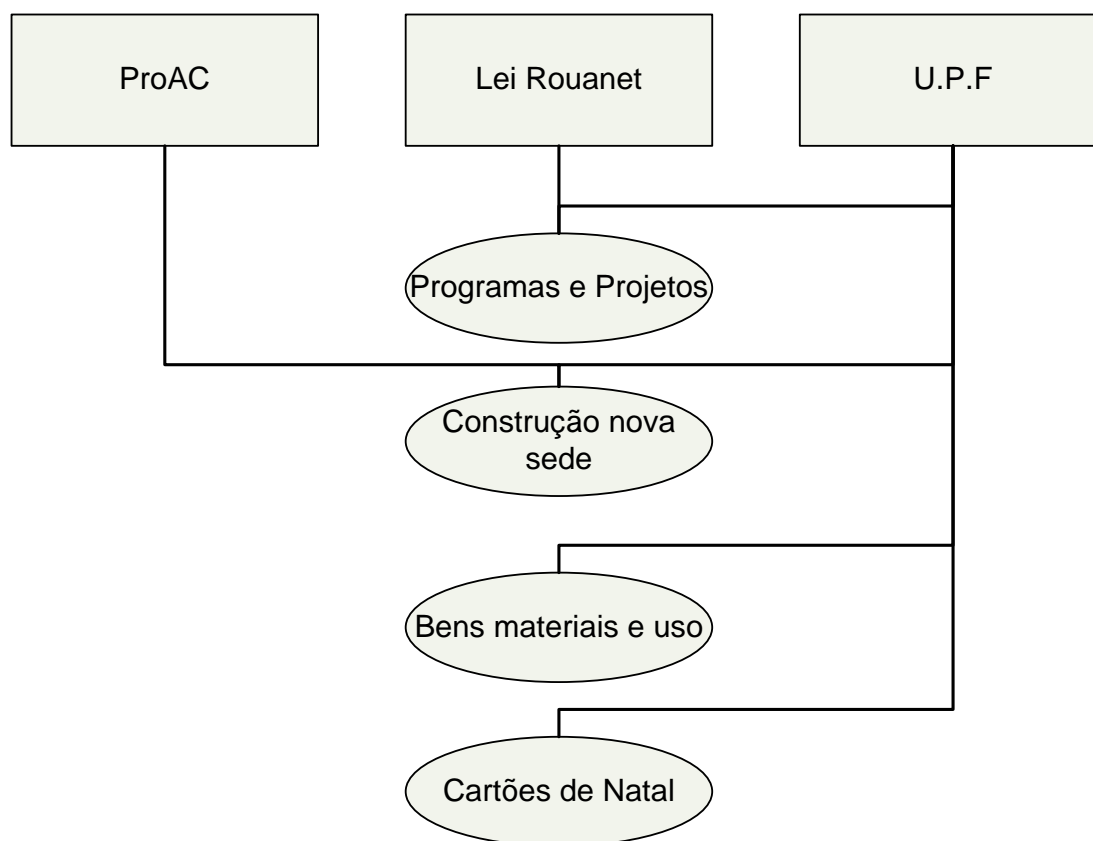 ProAC
Lei Rouanet
U.P.F
Programas e Projetos
Construção nova
sede
Bens materiais e uso
Cartões de Natal